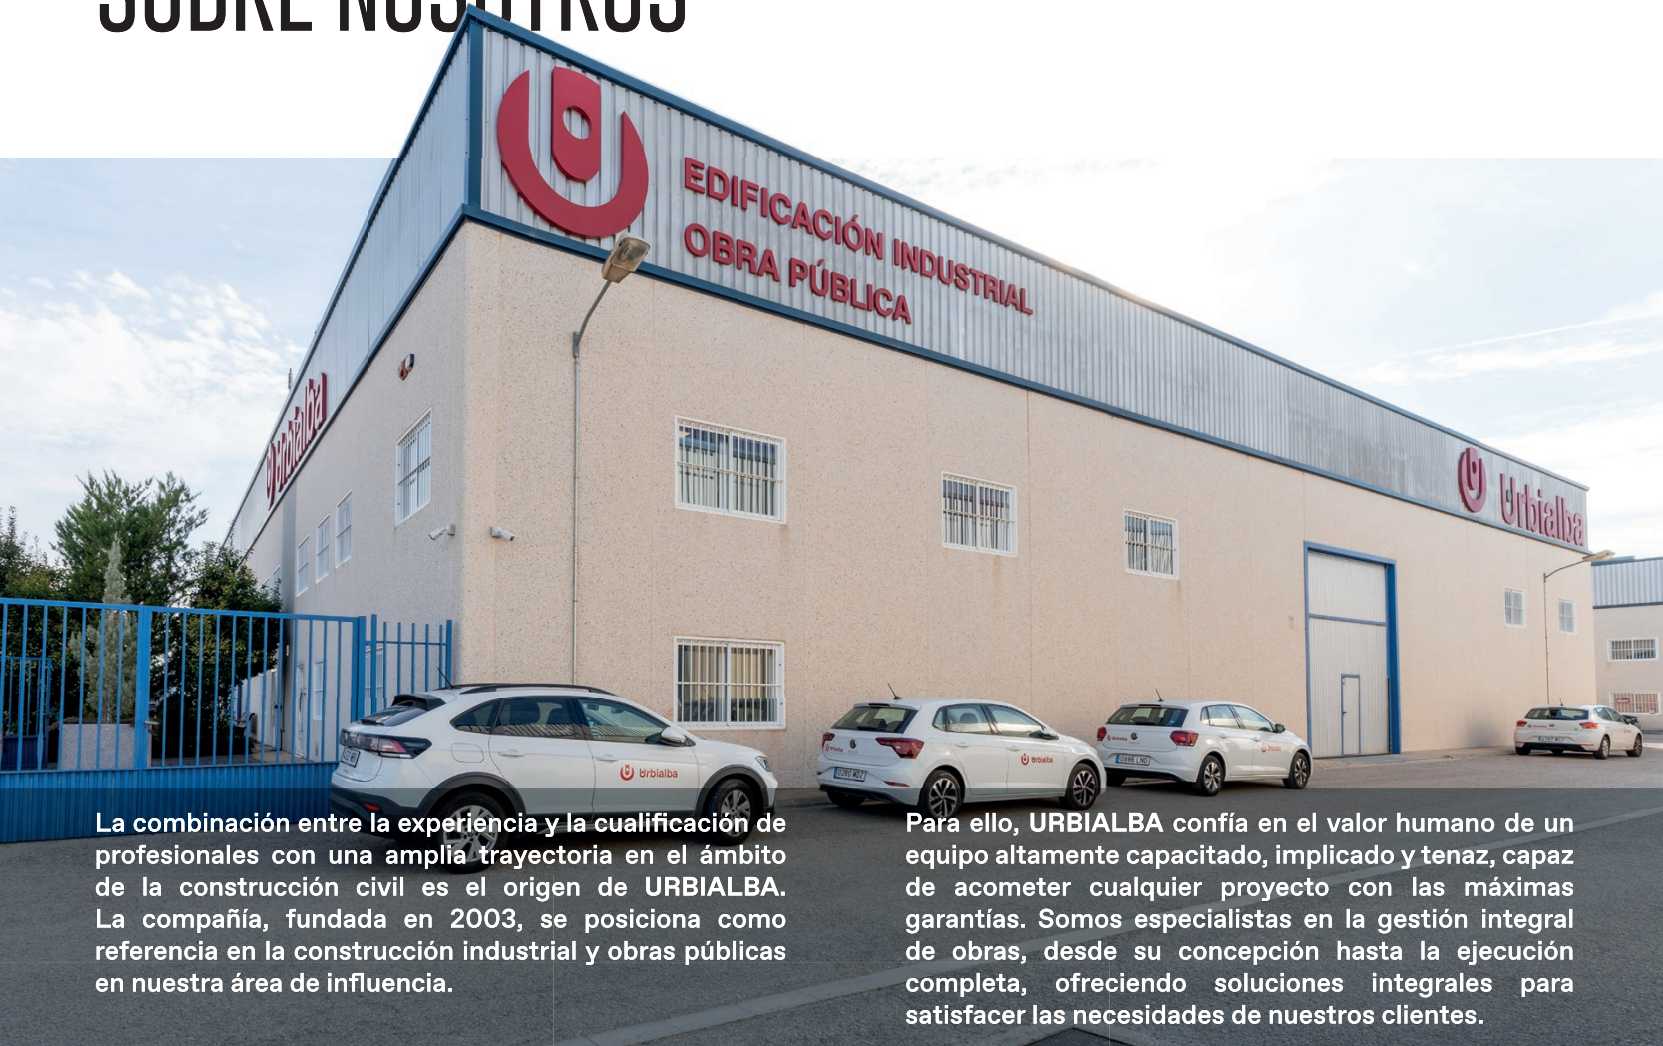 SOBRE NOSOTROS
EDIFICACIÓN INDUSTRIAL
OBRA PÚBLICA
Urbialba
Urbialba
Urbialba
Urbialba
La combinación entre la experiencia y la cualificación de
profesionales con una amplia trayectoria en el ámbito
de la construcción civil es el origen de URBIALBA.
La compañía, fundada en 2003, se posiciona como
referencia en la construcción industrial y obras públicas
en nuestra área de influencia.
Para ello, URBIALBA confía en el valor humano de un
equipo altamente capacitado, implicado y tenaz, capaz
de acometer cualquier proyecto con las máximas
garantías. Somos especialistas en la gestión integral
de obras, desde su concepción hasta la ejecución
completa, ofreciendo soluciones integrales para
satisfacer las necesidades de nuestros clientes.